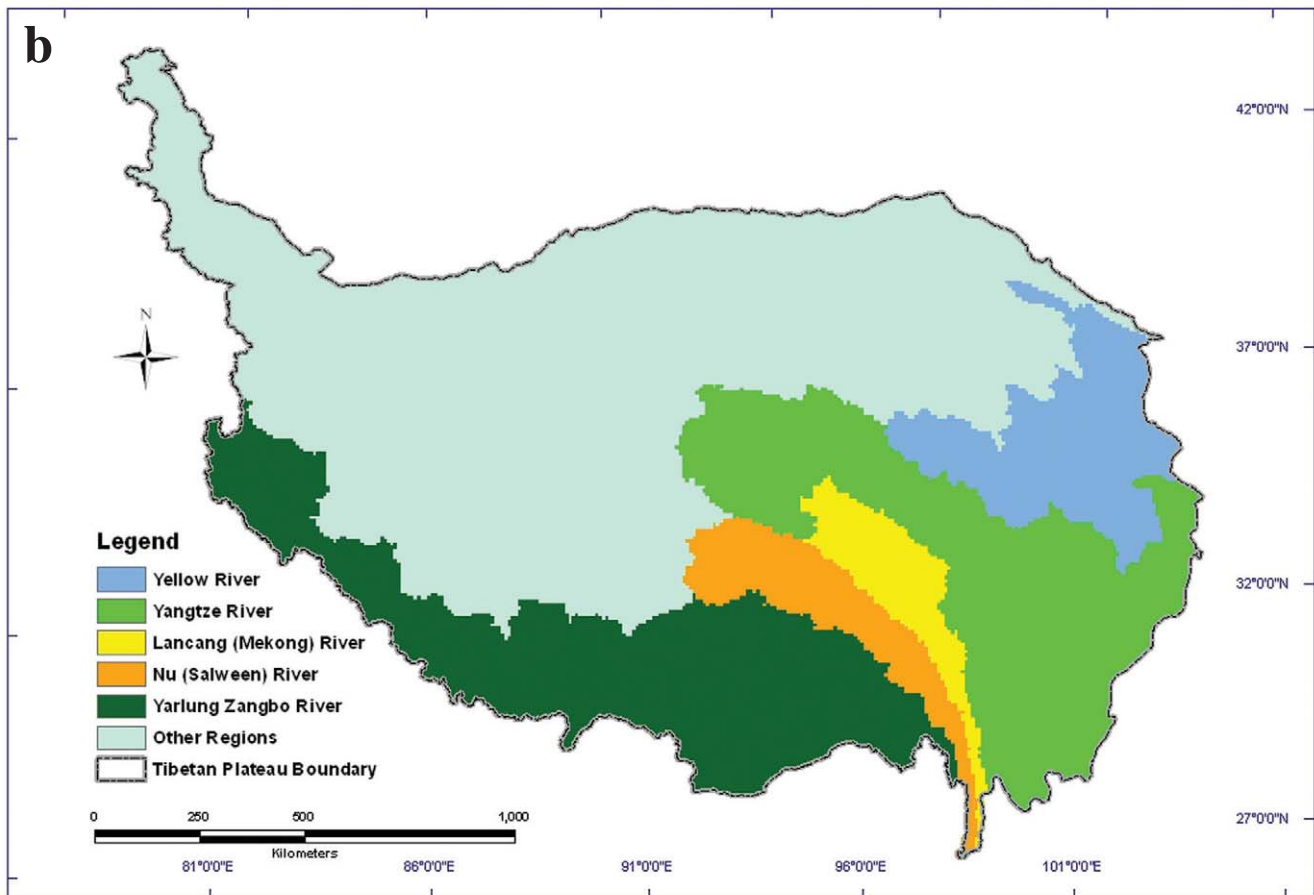 b
42°0'0"N
N
37°0'0"N
Legend
Yellow River
Yangtze River
Lancang (Mekong) River
Nu (Salween) River
Yarlung Zangbo River
Other Regions
Tibetan Plateau Boundary
32°0'0"N
0 250 500 1,000
Kilometers
27°0'0"N
81°0'0"E 86°0'0"E 91°0'0"E 96°0'0"E 101°0'0"E